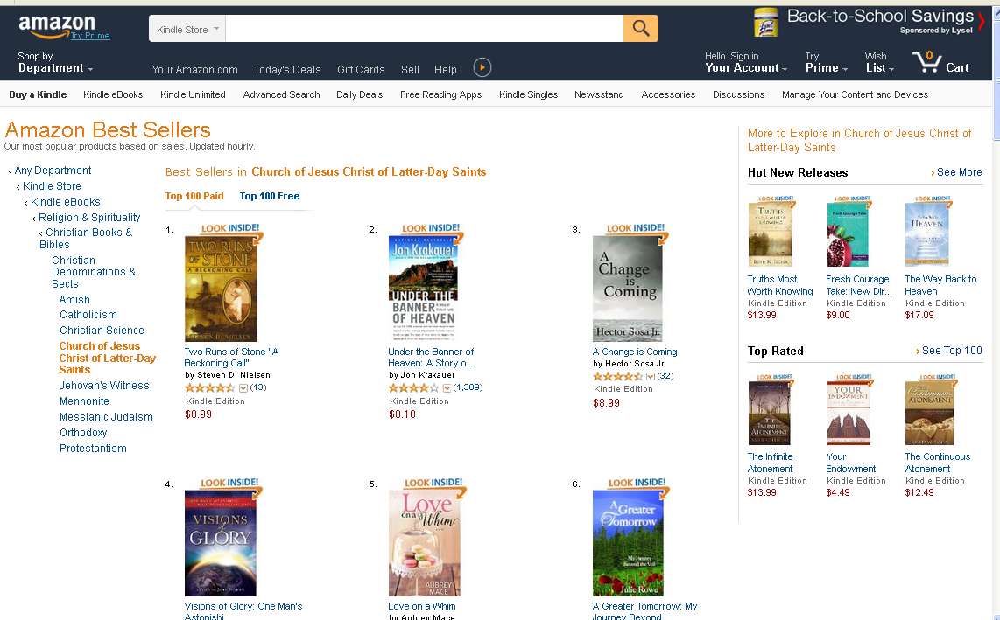 amazon
Try Prime
Kindle Store
Back-to-School Savings
Sponsored by Lysol
Shop by
Department
Your Amazon.com
Today's Deals
Gift Cards
Sell
Help
Hello. Sign in
Your Account
Try
Prime
Wish
List
0
Cart
Buy a Kindle
Kindle eBooks
Kindle Unlimited
Advanced Search
Daily Deals
Free Reading Apps
Kindle Singles
Newsstand
Accessories
Discussions
Manage Your Content and Devices
Amazon Best Sellers
Our most popular products based on sales. Updated hourly.
‹ Any Department
‹ Kindle Store
‹ Kindle eBooks
‹ Religion & Spirituality
‹ Christian Books &
Bibles
Christian
Denominations &
Sects
Amish
Catholicism
Christian Science
Church of Jesus
Christ of Latter-Day
Saints
Jehovah's Witness
Mennonite
Messianic Judaism
Orthodoxy
Protestantism
Best Sellers in Church of Jesus Christ of Latter-Day Saints
Top 100 Paid
Top 100 Free
1.
LOOK INSIDE!
TWO RUNS
OF STONE
A BECKONING CALL
STEVEN D. NIELSEN
Two Runs of Stone "A
Beckoning Call"
by Steven D. Nielsen
(13)
Kindle Edition
$0.99
2.
LOOK INSIDE!
NATIONAL BESTSELLER
Jon Krakauer
UNDER THE
BANNER
OF HEAVEN
Under the Banner of
Heaven: A Story o...
by Jon Krakauer
(1,389)
Kindle Edition
$8.18
3.
LOOK INSIDE!
A
Change
is
Coming
Hector Sosa Jr.
A Change is Coming
by Hector Sosa Jr.
(32)
Kindle Edition
$8.99
4.
LOOK INSIDE!
VISIONS
of
GLORY
Visions of Glory: One Man's
Astonishi
5.
LOOK INSIDE!
Love
on a Whim
AUBREY
MACE
Love on a Whim
by Aubrey Mace
6.
LOOK INSIDE!
A Greater
Tomorrow
My Journey
Beyond the Veil
Julie Rowe
A Greater Tomorrow: My
Journey Beyond
More to Explore in Church of Jesus Christ of
Latter-Day Saints
Hot New Releases
› See More
LOOK INSIDE!
TRUTHS
MOST WORTH
KNOWING
Truths Most
Worth Knowing
Kindle Edition
$13.99
LOOK INSIDE!
Fresh Courage Take
Fresh Courage
Take: New Dir...
Kindle Edition
$9.00
LOOK INSIDE!
HEAVEN
The Way Back to
Heaven
Kindle Edition
$17.09
Top Rated
› See Top 100
LOOK INSIDE!
THE
INFINITE
ATONEMENT
The Infinite
Atonement
Kindle Edition
$13.99
LOOK INSIDE!
YOUR
ENDOWMENT
Your
Endowment
Kindle Edition
$4.49
LOOK INSIDE!
THE
Continuous
ATONEMENT
The Continuous
Atonement
Kindle Edition
$12.49